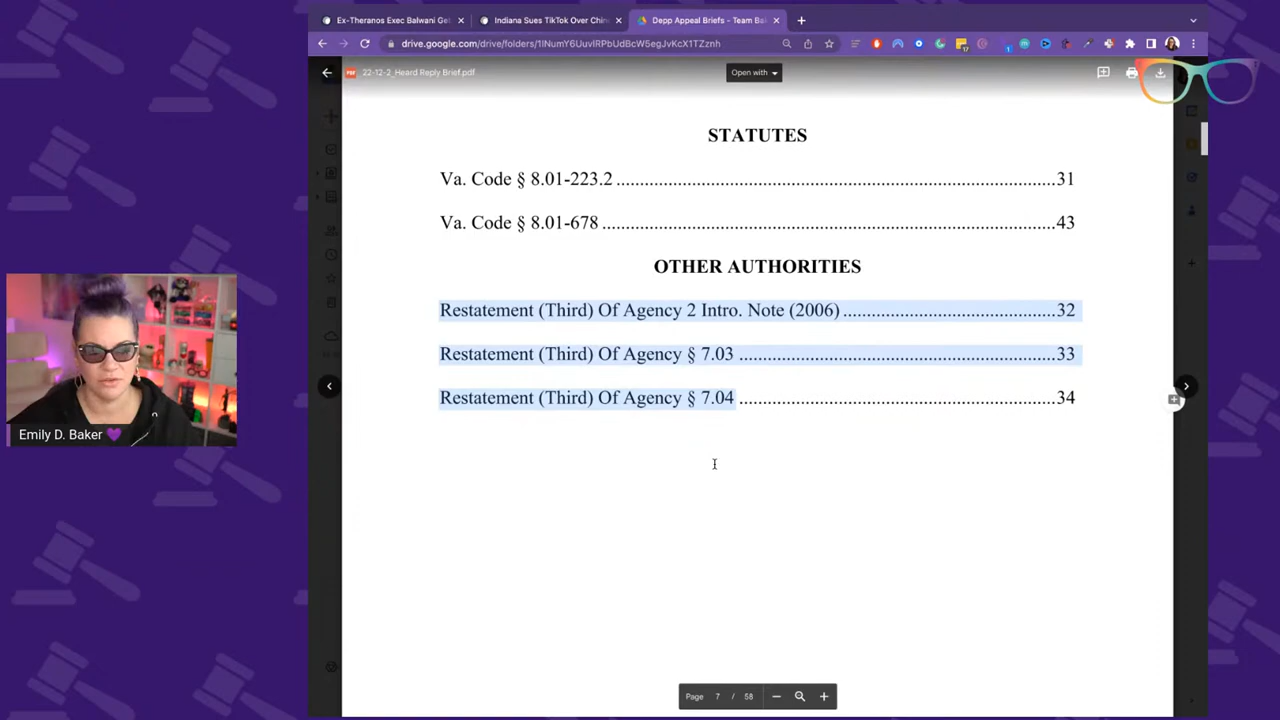 Ex-Theranos Exec Balwani Get
Indiana Sues TikTok Over Chin
Depp Appeal Briefs - Team Ba
drive.google.com/drive/folders/1lNumY6UuvIRPbUdBcW5egJvKcX1TZznh
22-12-2_Heard Reply Brief.pdf
Open with
STATUTES
Va. Code § 8.01-223.2 ........ 31
Va. Code § 8.01-678 ........ 43
OTHER AUTHORITIES
Restatement (Third) Of Agency 2 Intro. Note (2006) ........ 32
Restatement (Third) Of Agency § 7.03 ........ 33
Restatement (Third) Of Agency § 7.04 ........ 34
Emily D. Baker 💜
Page 7 / 58